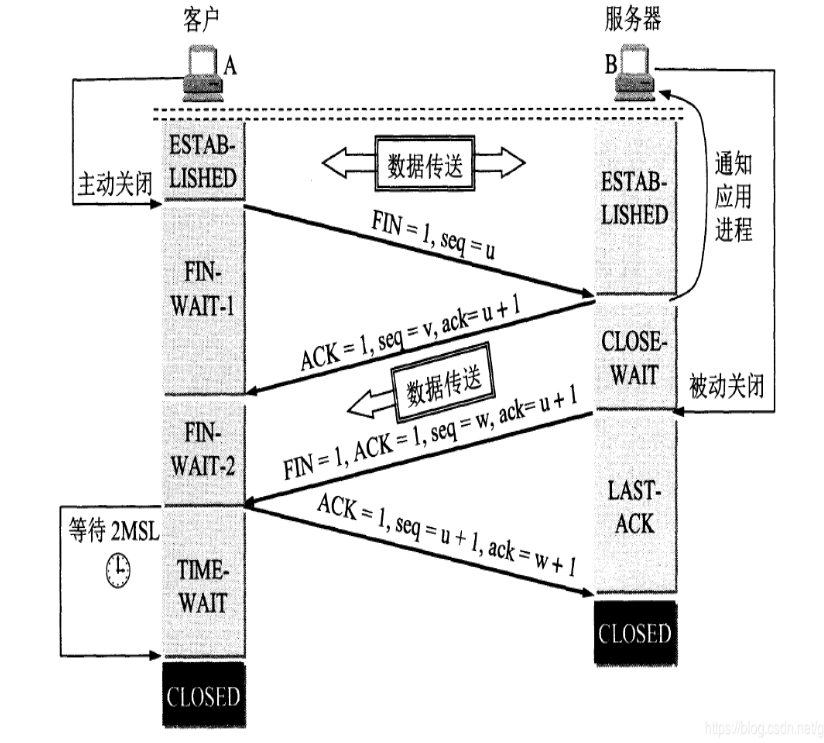 客户
服务器
A
B
ESTAB-
LISHED
数据传送
ESTAB-
LISHED
通知
应用
进程
主动关闭
FIN = 1, seq = u
FIN-
WAIT-1
ACK = 1, seq = v, ack= u + 1
CLOSE-
WAIT
数据传送
被动关闭
FIN-
WAIT-2
FIN = 1, ACK = 1, seq = w, ack= u + 1
LAST-
ACK
ACK = 1, seq = u + 1, ack = w + 1
等待 2MSL
TIME-
WAIT
CLOSED
CLOSED
https://blog.csdn.net/g